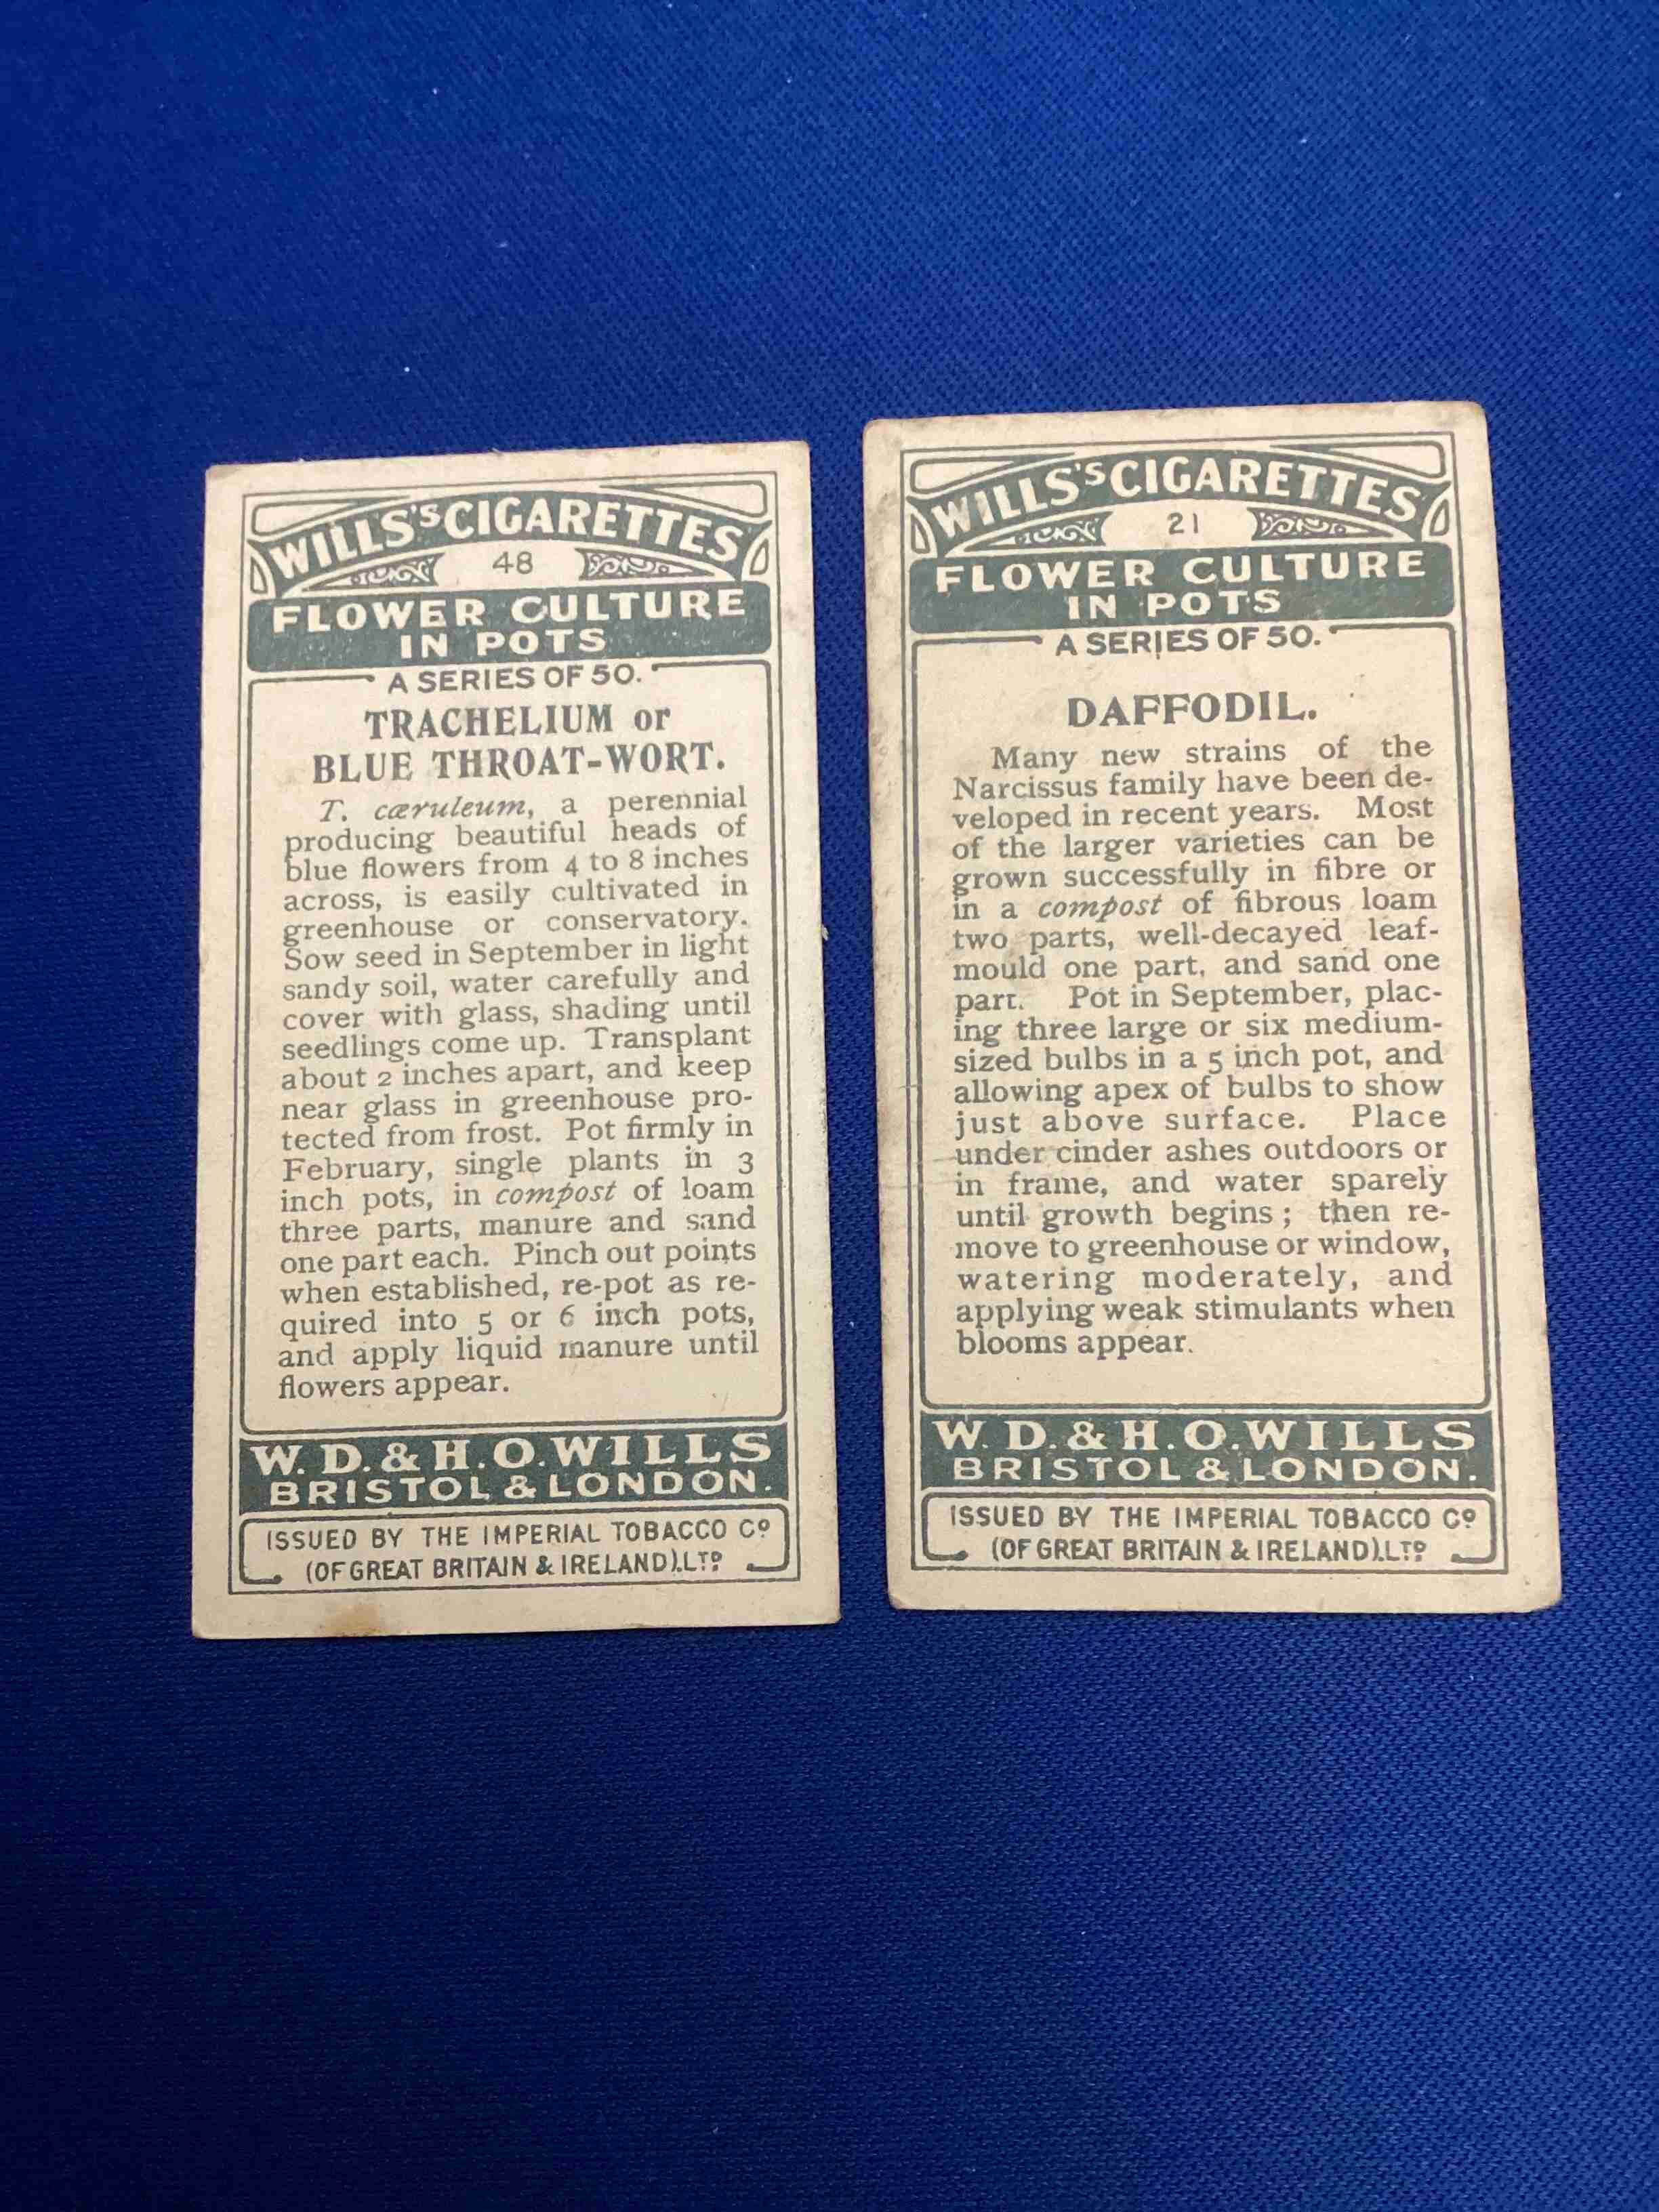 WILLS'S CIGARETTES
48
FLOWER CULTURE
IN POTS
A SERIES OF 50.
TRACHELIUM or
BLUE THROAT-WORT.
T. cæruleum, a perennial
producing beautiful heads of
blue flowers from 4 to 8 inches
across, is easily cultivated in
greenhouse or conservatory.
Sow seed in September in light
sandy soil, water carefully and
cover with glass, shading until
seedlings come up. Transplant
about 2 inches apart, and keep
near glass in greenhouse pro-
tected from frost. Pot firmly in
February, single plants in 3
inch pots, in compost of loam
three parts, manure and sand
one part each. Pinch out points
when established, re-pot as re-
quired into 5 or 6 inch pots,
and apply liquid manure until
flowers appear.
W. D. & H. O. WILLS
BRISTOL & LONDON.
ISSUED BY THE IMPERIAL TOBACCO CO
(OF GREAT BRITAIN & IRELAND), LTD
WILLS'S CIGARETTES
21
FLOWER CULTURE
IN POTS
A SERIES OF 50.
DAFFODIL.
Many new strains of the
Narcissus family have been de-
veloped in recent years. Most
of the larger varieties can be
grown successfully in fibre or
in a compost of fibrous loam
two parts, well-decayed leaf-
mould one part, and sand one
part. Pot in September, plac-
ing three large or six medium-
sized bulbs in a 5 inch pot, and
allowing apex of bulbs to show
just above surface. Place
under cinder ashes outdoors or
in frame, and water sparely
until growth begins; then re-
move to greenhouse or window,
watering moderately, and
applying weak stimulants when
blooms appear.
W. D. & H. O. WILLS
BRISTOL & LONDON.
ISSUED BY THE IMPERIAL TOBACCO CO
(OF GREAT BRITAIN & IRELAND), LTD